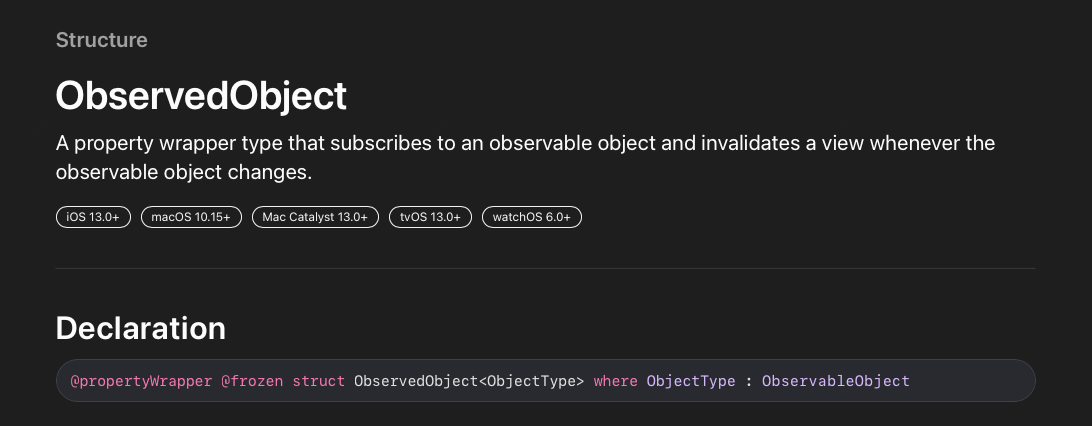 Structure
ObservedObject
A property wrapper type that subscribes to an observable object and invalidates a view whenever the
observable object changes.
iOS 13.0+ macOS 10.15+ Mac Catalyst 13.0+ tvOS 13.0+ watchOS 6.0+
Declaration
@propertyWrapper @frozen struct ObservedObject<ObjectType> where ObjectType : ObservableObject